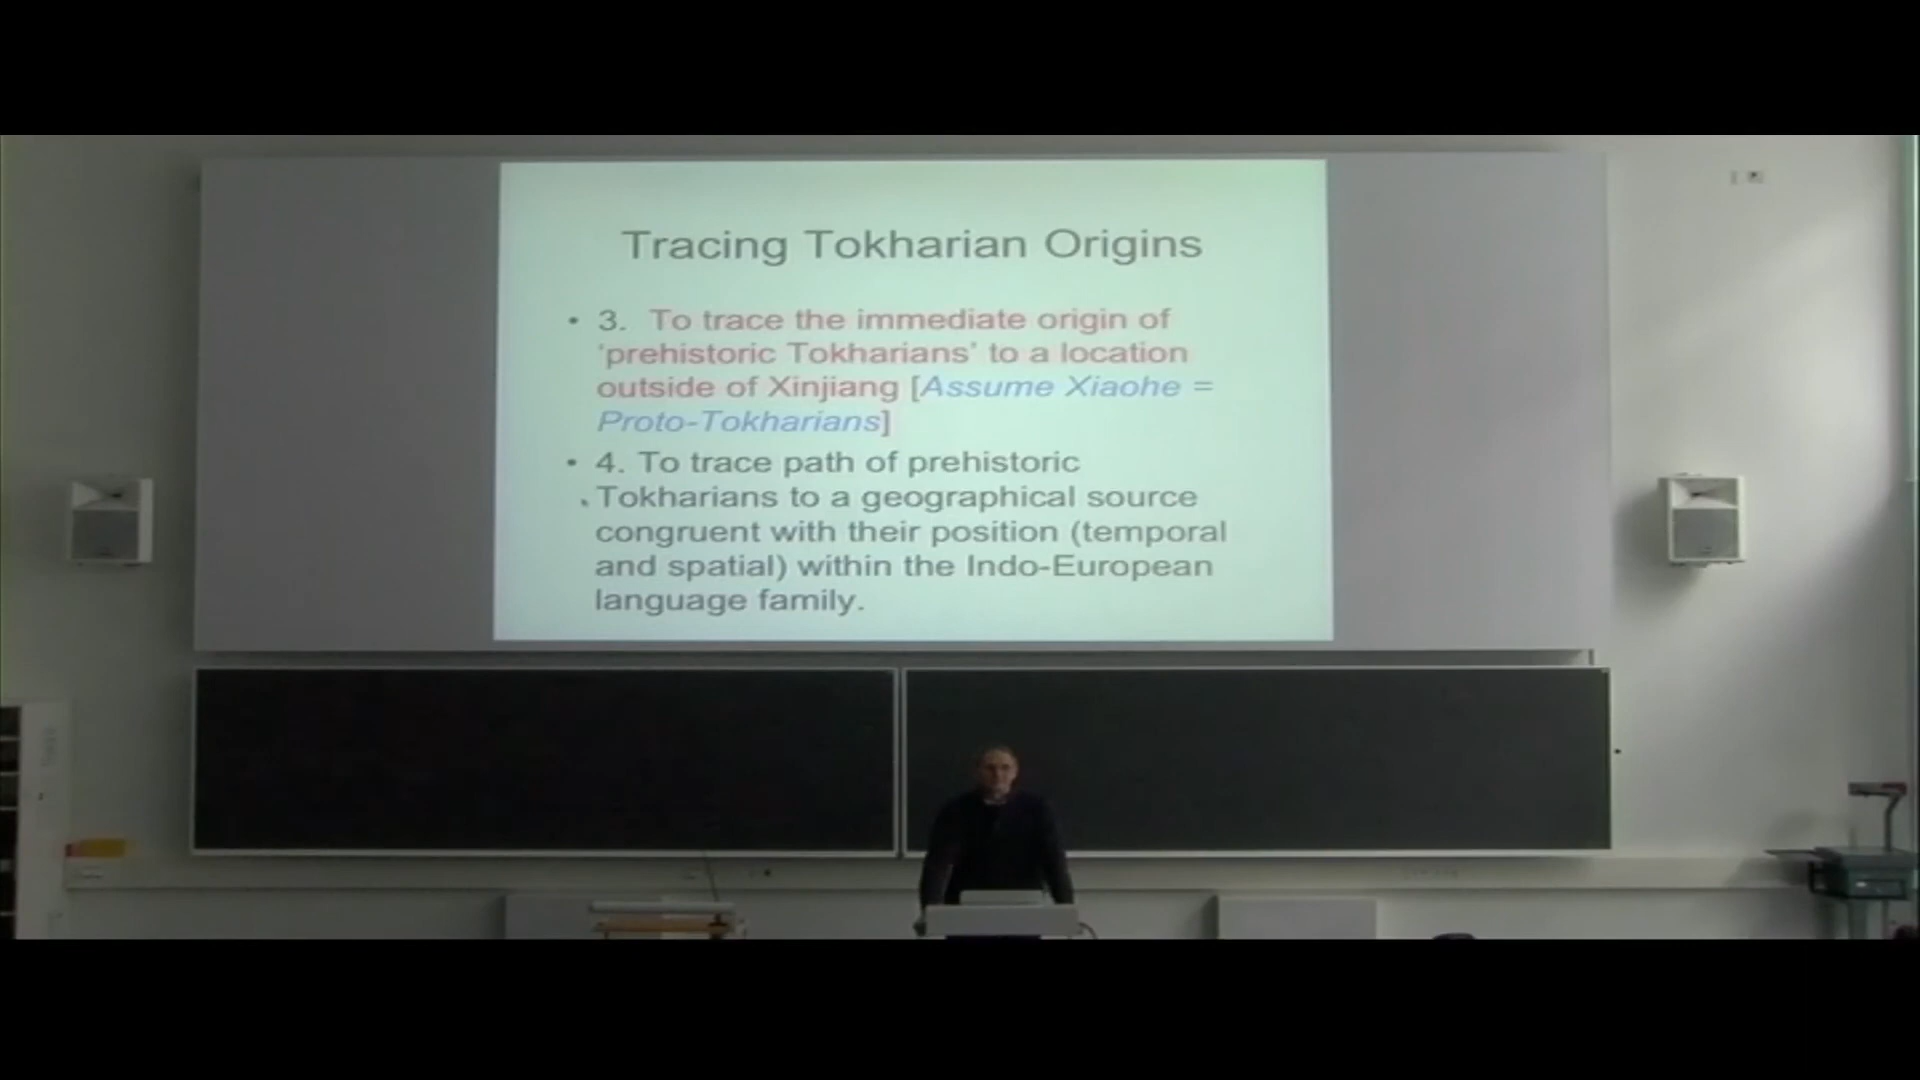 Tracing Tokharian Origins
• 3. To trace the immediate origin of
‘prehistoric Tokharians’ to a location
outside of Xinjiang [Assume Xiaohe =
Proto-Tokharians]
• 4. To trace path of prehistoric
Tokharians to a geographical source
congruent with their position (temporal
and spatial) within the Indo-European
language family.